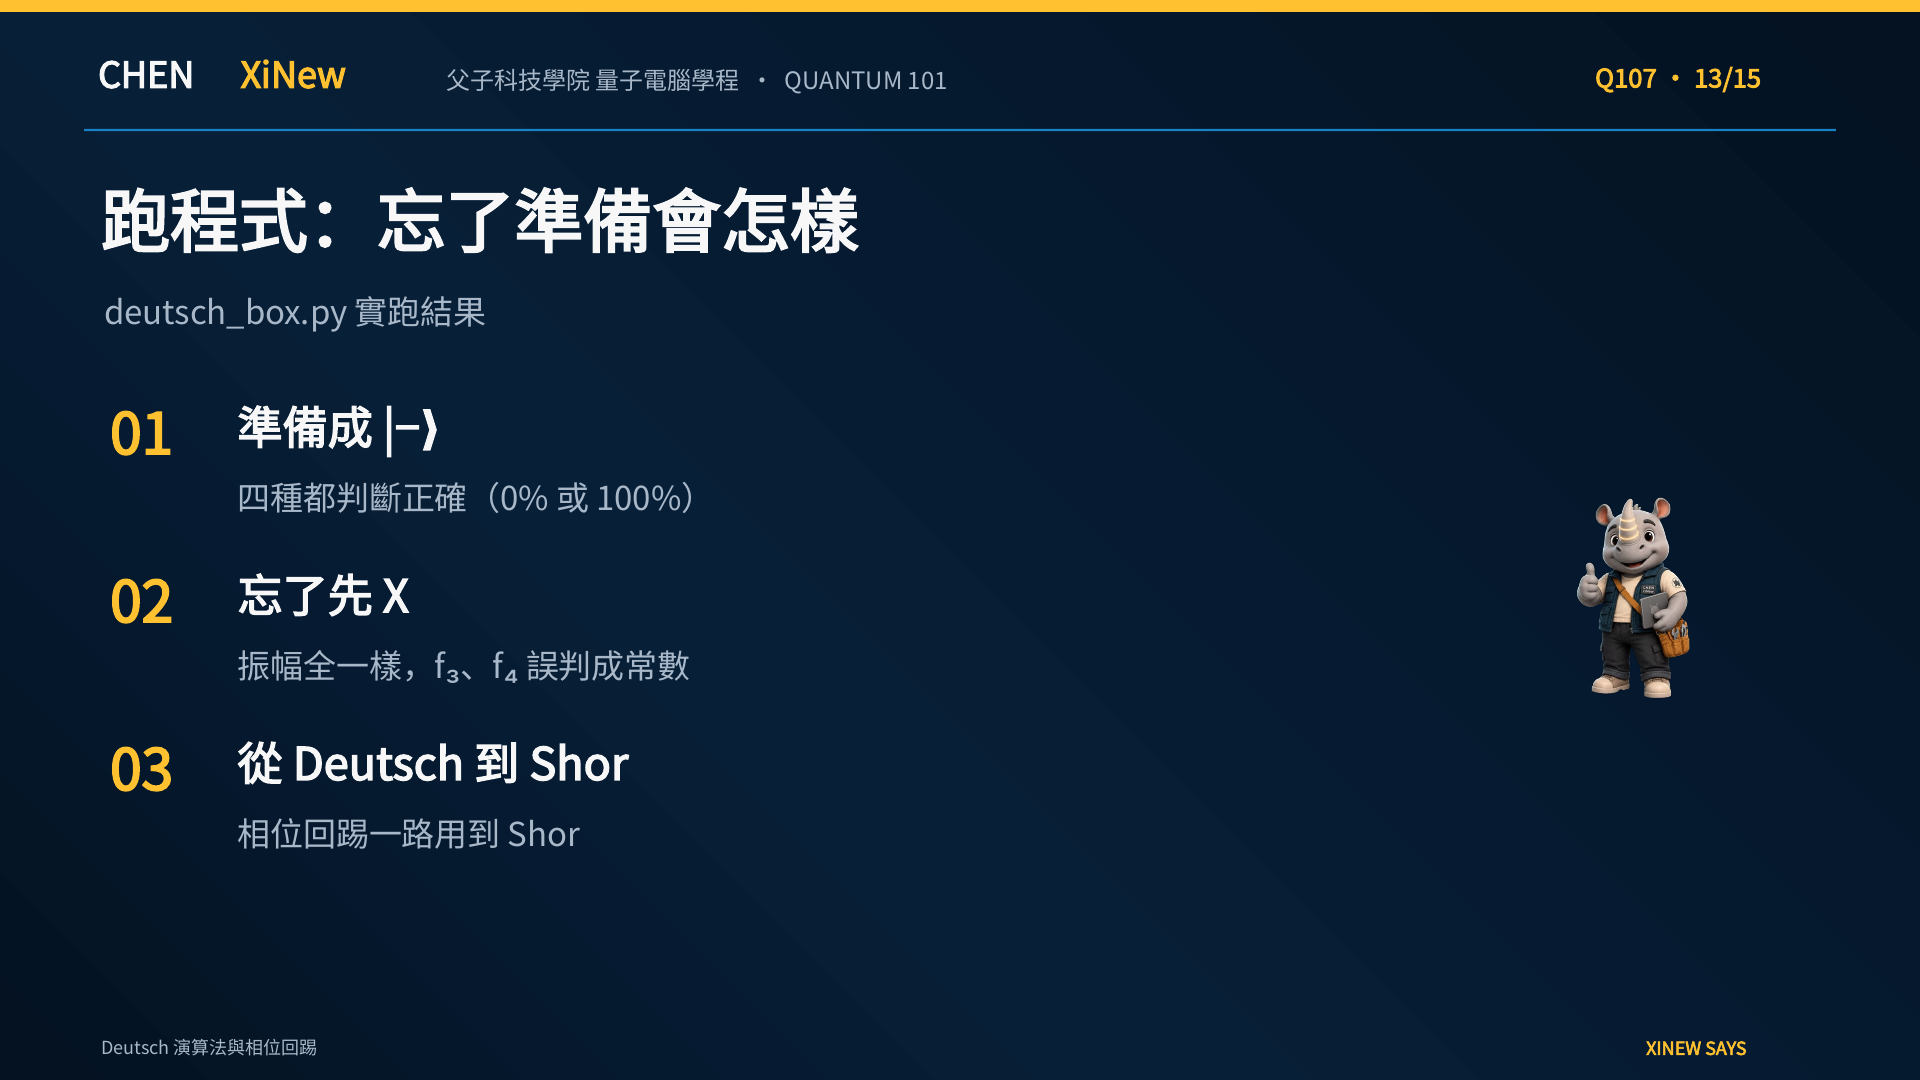 CHEN XiNew 父子科技學院 量子電腦學程 • QUANTUM 101 Q107 • 13/15
跑程式：忘了準備會怎樣
deutsch_box.py 實跑結果
01 準備成 |−⟩
四種都判斷正確（0% 或 100%）
02 忘了先 X
振幅全一樣，f₃、f₄ 誤判成常數
03 從 Deutsch 到 Shor
相位回踢一路用到 Shor
Deutsch 演算法與相位回踢 XINEW SAYS